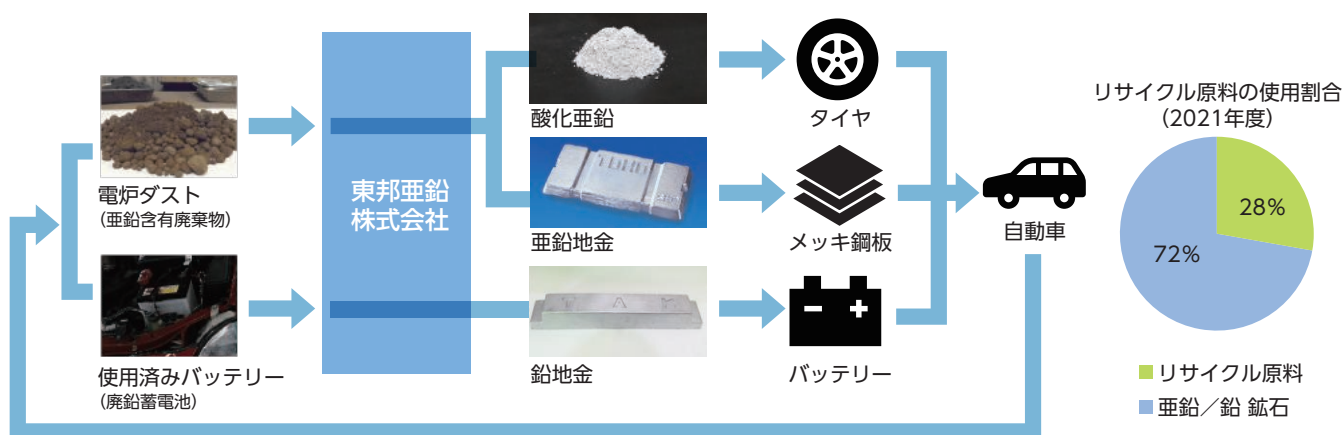 電炉ダスト
(亜鉛含有廃棄物)
使用済みバッテリー
(廃鉛蓄電池)
東邦亜鉛
株式会社
酸化亜鉛
亜鉛地金
鉛地金
タイヤ
メッキ鋼板
バッテリー
自動車
リサイクル原料の使用割合
(2021年度)
28%
72%
リサイクル原料
亜鉛/鉛 鉱石